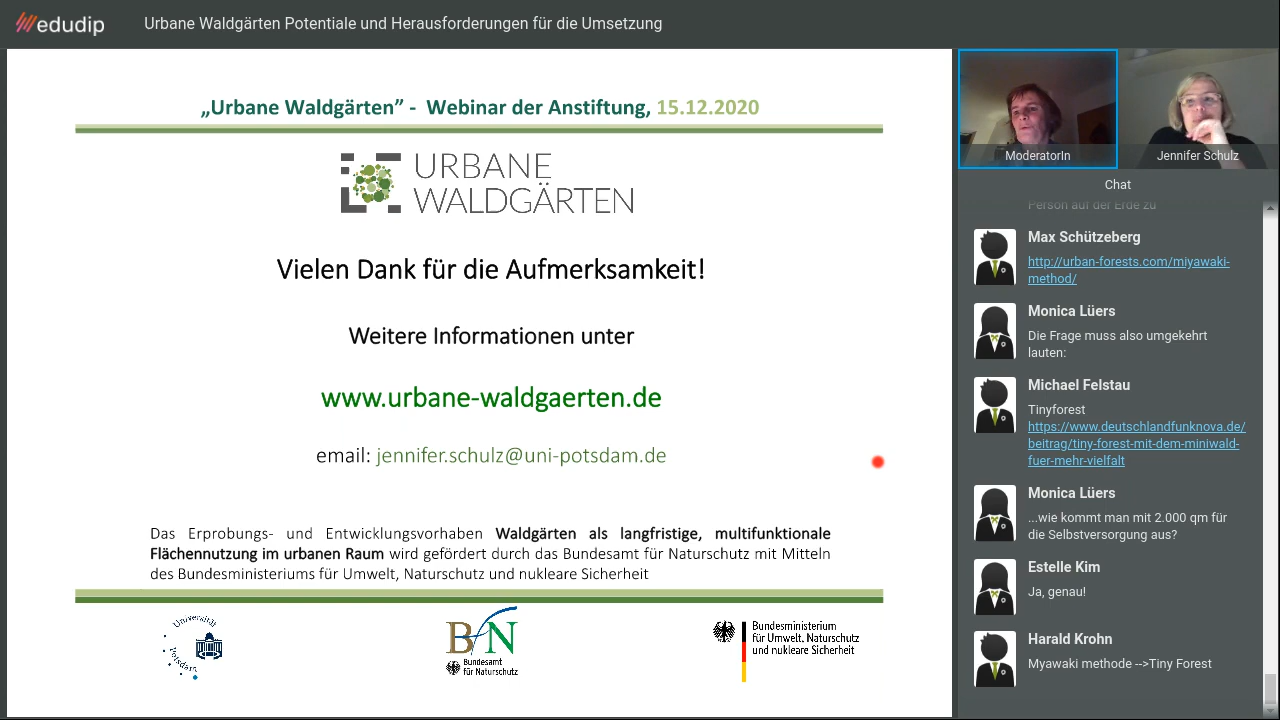 edudip
Urbane Waldgärten Potentiale und Herausforderungen für die Umsetzung
„Urbane Waldgärten” - Webinar der Anstiftung, 15.12.2020
URBANE
WALDGÄRTEN
Vielen Dank für die Aufmerksamkeit!
Weitere Informationen unter
www.urbane-waldgaerten.de
email: jennifer.schulz@uni-potsdam.de
Das Erprobungs- und Entwicklungsvorhaben Waldgärten als langfristige, multifunktionale
Flächennutzung im urbanen Raum wird gefördert durch das Bundesamt für Naturschutz mit Mitteln
des Bundesministeriums für Umwelt, Naturschutz und nukleare Sicherheit
Universität
Potsdam
BfN
Bundesamt
für Naturschutz
Bundesministerium
für Umwelt, Naturschutz
und nukleare Sicherheit
ModeratorIn
Jennifer Schulz
Chat
Person auf der Erde zu
Max Schützeberg
http://urban-forests.com/miyawaki-
method/
Monica Lüers
Die Frage muss also umgekehrt
lauten:
Michael Felstau
Tinyforest
https://www.deutschlandfunknova.de/
beitrag/tiny-forest-mit-dem-miniwald-
fuer-mehr-vielfalt
Monica Lüers
...wie kommt man mit 2.000 qm für
die Selbstversorgung aus?
Estelle Kim
Ja, genau!
Harald Krohn
Myawaki methode -->Tiny Forest